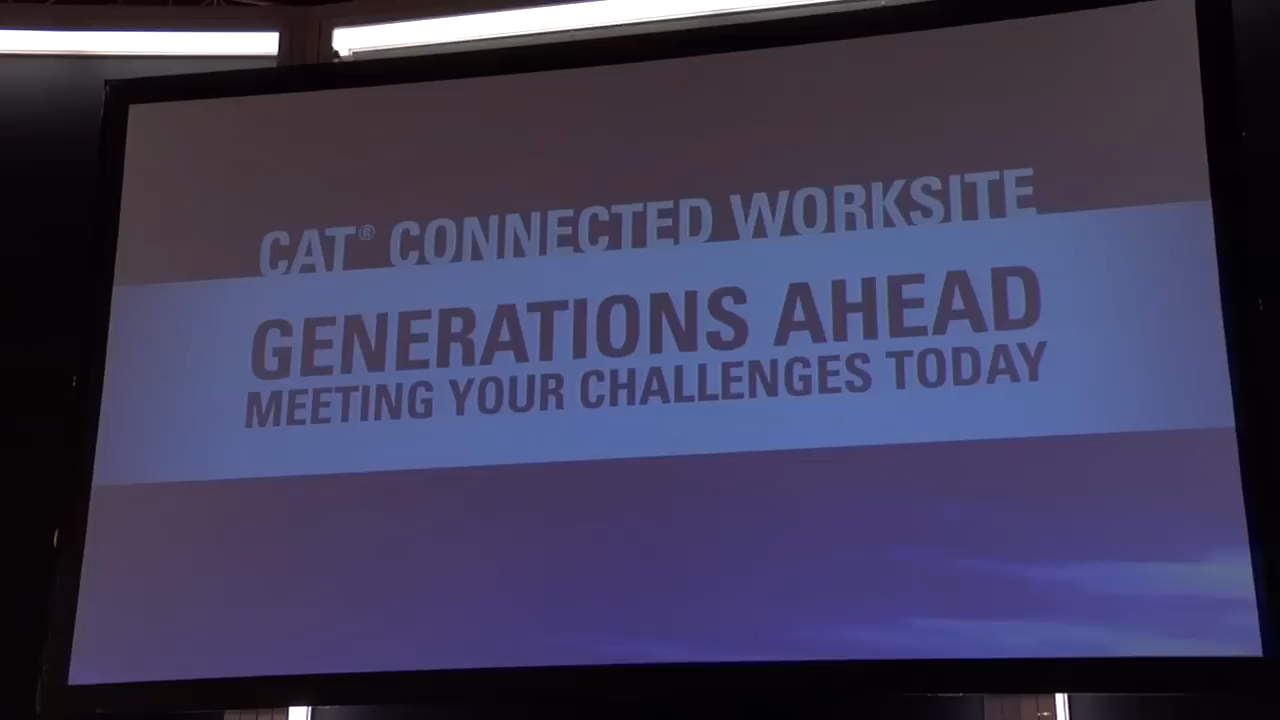 CAT® CONNECTED WORKSITE
GENERATIONS AHEAD
MEETING YOUR CHALLENGES TODAY